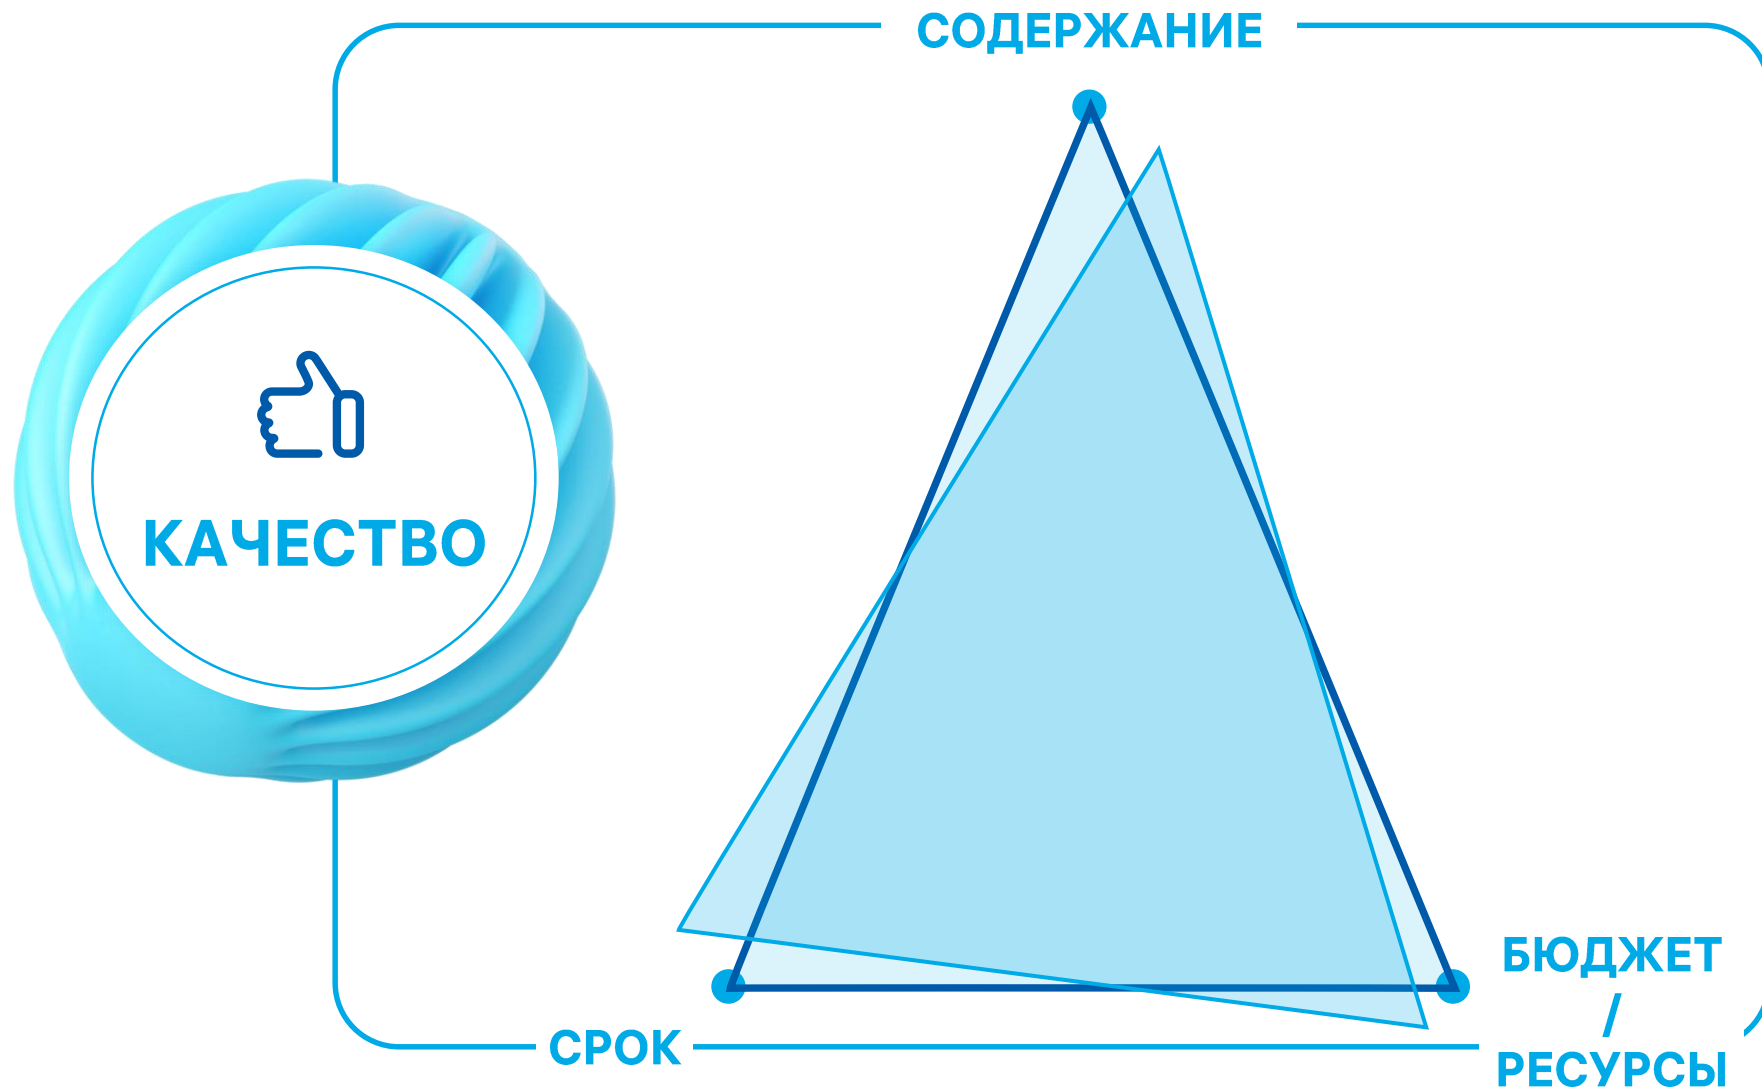 СОДЕРЖАНИЕ
КАЧЕСТВО
БЮДЖЕТ
/
РЕСУРСЫ
СРОК